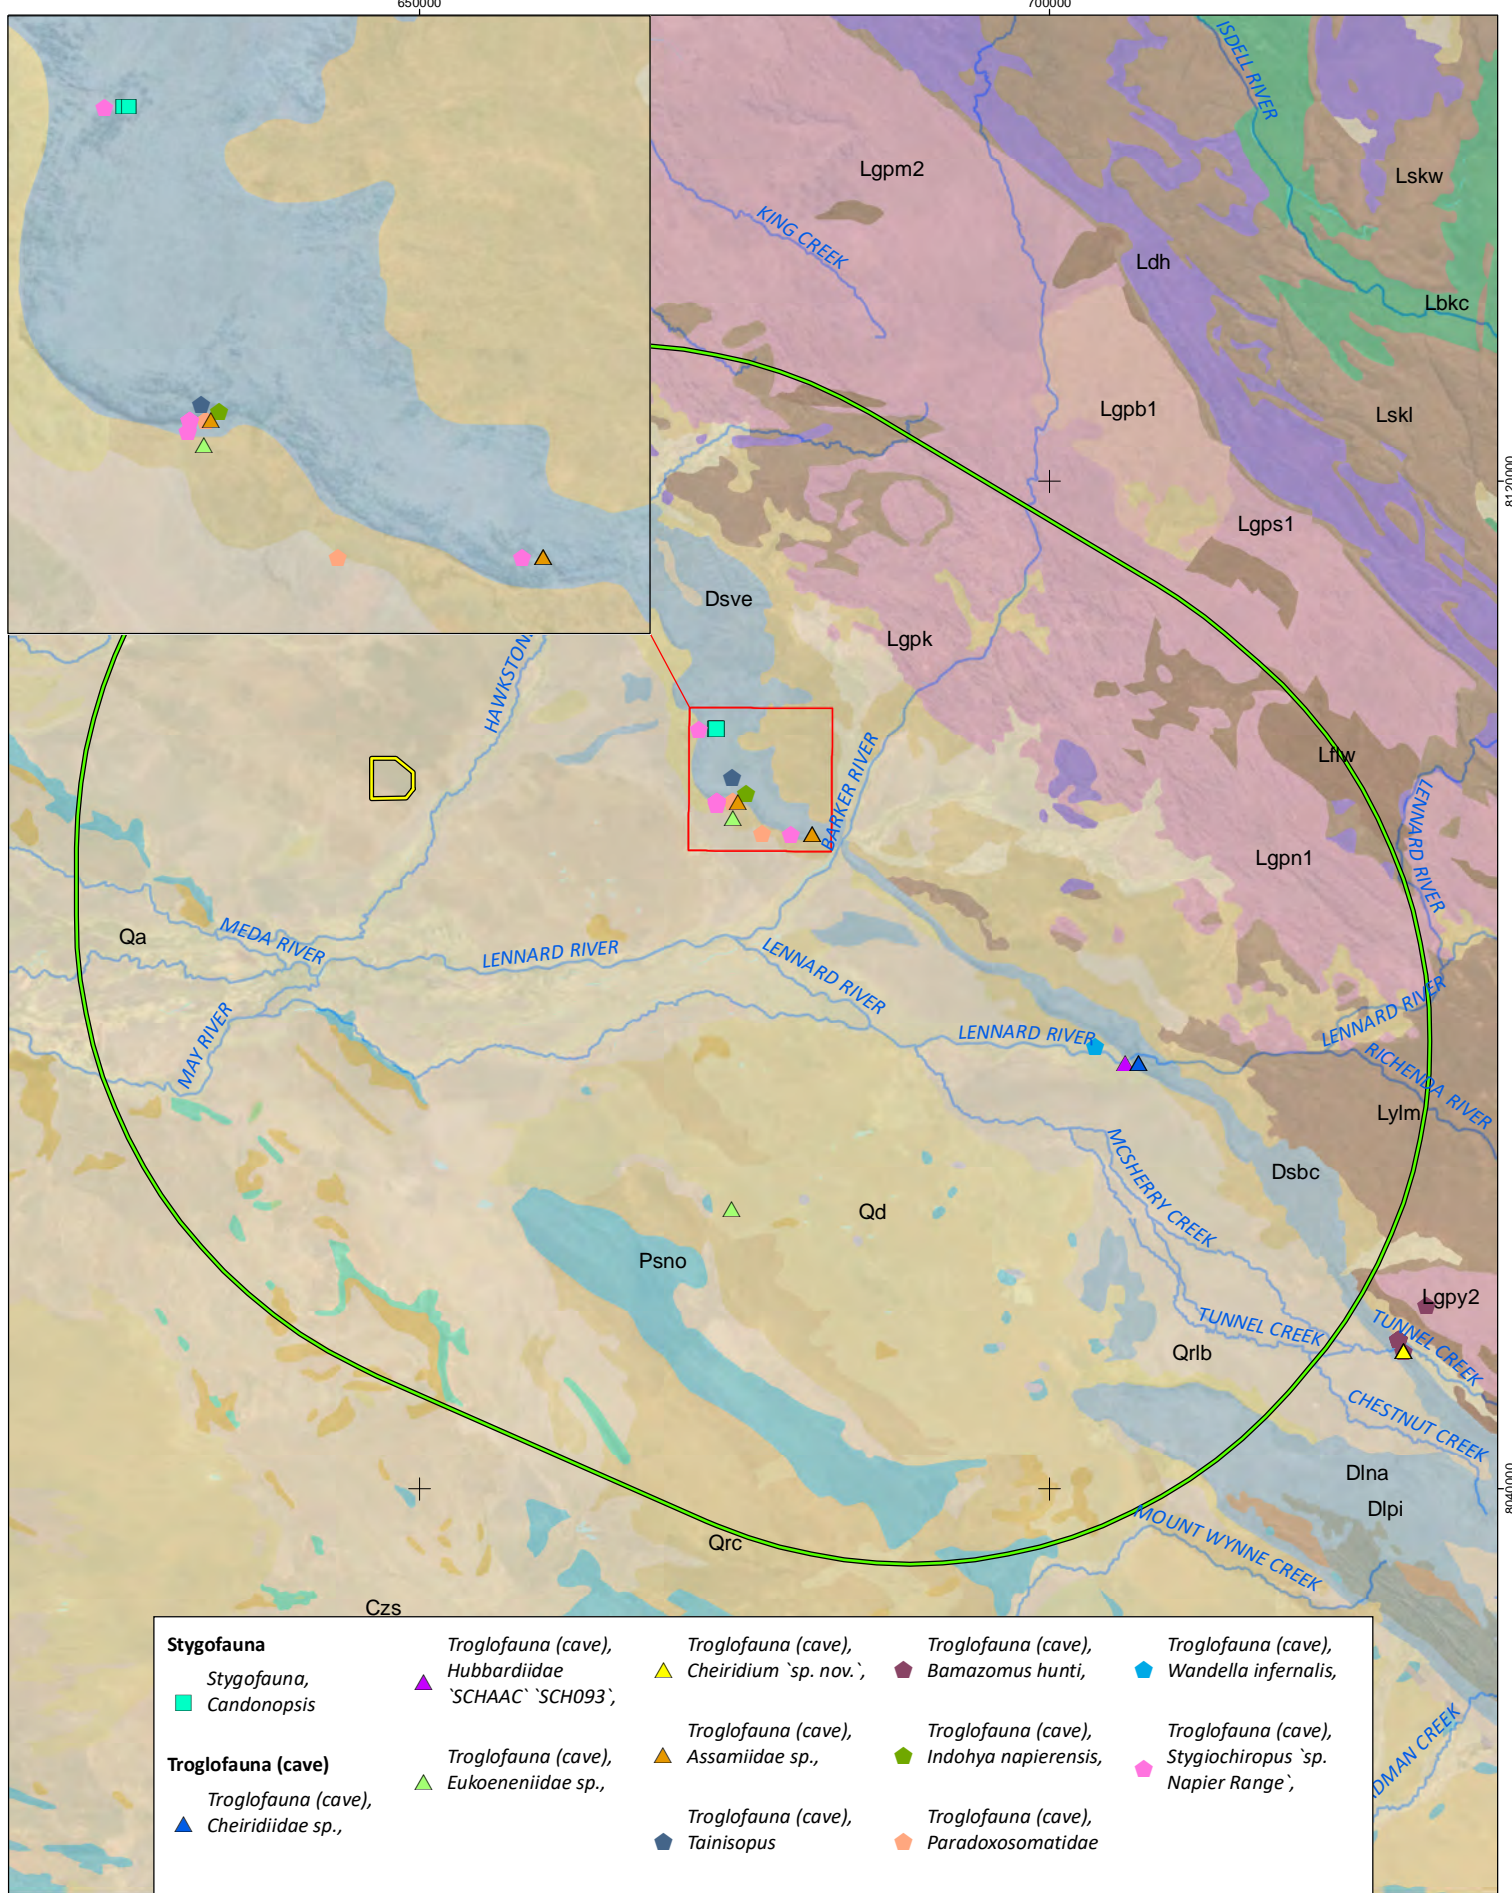 650000
700000
ISDELL RIVER
Lgpm2
Lskw
KING CREEK
Ldh
Lbkc
Lgpb1
Lskl
8120000
Lgps1
Dsve
Lgpk
HAWKSTON
Lflw
BARKER RIVER
LENNARD RIVER
Lgpn1
Qa
MEDA RIVER
LENNARD RIVER
LENNARD RIVER
LENNARD RIVER
LENNARD RIVER
MAY RIVER
RICHENDA RIVER
Lylm
MCSHERRY CREEK
Dsbc
Qd
Psno
Lgpy2
TUNNEL CREEK
TUNNEL CREEK
Qrlb
CHESTNUT CREEK
Dlna
8040000
Dlpi
MOUNT WYNNE CREEK
Qrc
Czs
DMAN CREEK
Stygofauna
Stygofauna,
Candonopsis
Troglofauna (cave)
Troglofauna (cave),
Cheiridiidae sp.,
Troglofauna (cave),
Hubbardiidae
`SCHAAC` `SCH093`,
Troglofauna (cave),
Eukoeneniidae sp.,
Troglofauna (cave),
Cheiridium `sp. nov.`,
Troglofauna (cave),
Assamiidae sp.,
Troglofauna (cave),
Tainisopus
Troglofauna (cave),
Bamazomus hunti,
Troglofauna (cave),
Indohya napierensis,
Troglofauna (cave),
Paradoxosomatidae
Troglofauna (cave),
Wandella infernalis,
Troglofauna (cave),
Stygiochiropus `sp.
Napier Range`,